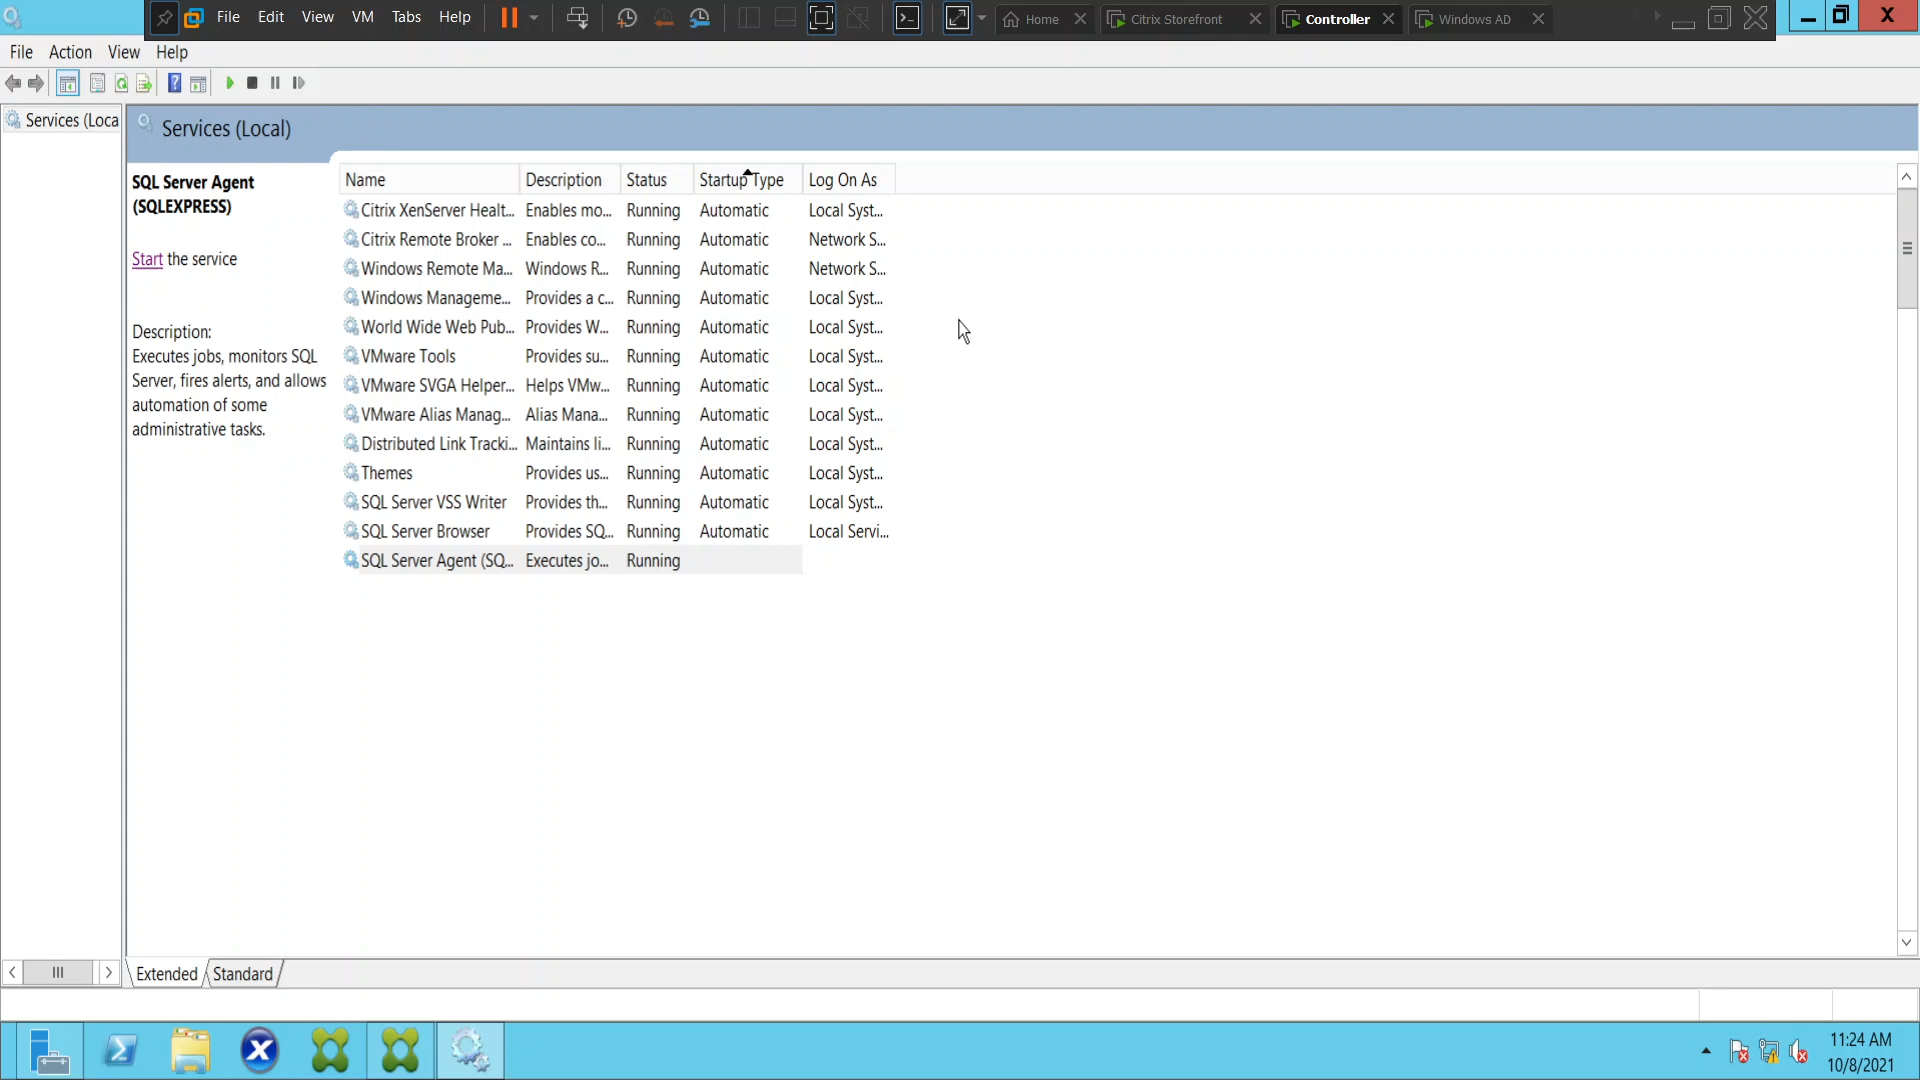 File Edit View VM Tabs Help Home Citrix Storefront Controller Windows AD
File Action View Help
Services (Loca
Services (Local)
SQL Server Agent
(SQLEXPRESS)
Start the service
Description:
Executes jobs, monitors SQL
Server, fires alerts, and allows
automation of some
administrative tasks.
Name Description Status Startup Type Log On As
Citrix XenServer Healt... Enables mo... Running Automatic Local Syst...
Citrix Remote Broker ... Enables co... Running Automatic Network S...
Windows Remote Ma... Windows R... Running Automatic Network S...
Windows Manageme... Provides a c... Running Automatic Local Syst...
World Wide Web Pub... Provides W... Running Automatic Local Syst...
VMware Tools Provides su... Running Automatic Local Syst...
VMware SVGA Helper... Helps VMw... Running Automatic Local Syst...
VMware Alias Manag... Alias Mana... Running Automatic Local Syst...
Distributed Link Tracki... Maintains li... Running Automatic Local Syst...
Themes Provides us... Running Automatic Local Syst...
SQL Server VSS Writer Provides th... Running Automatic Local Syst...
SQL Server Browser Provides SQ... Running Automatic Local Servi...
SQL Server Agent (SQ... Executes jo... Running
Extended Standard
11:24 AM
10/8/2021